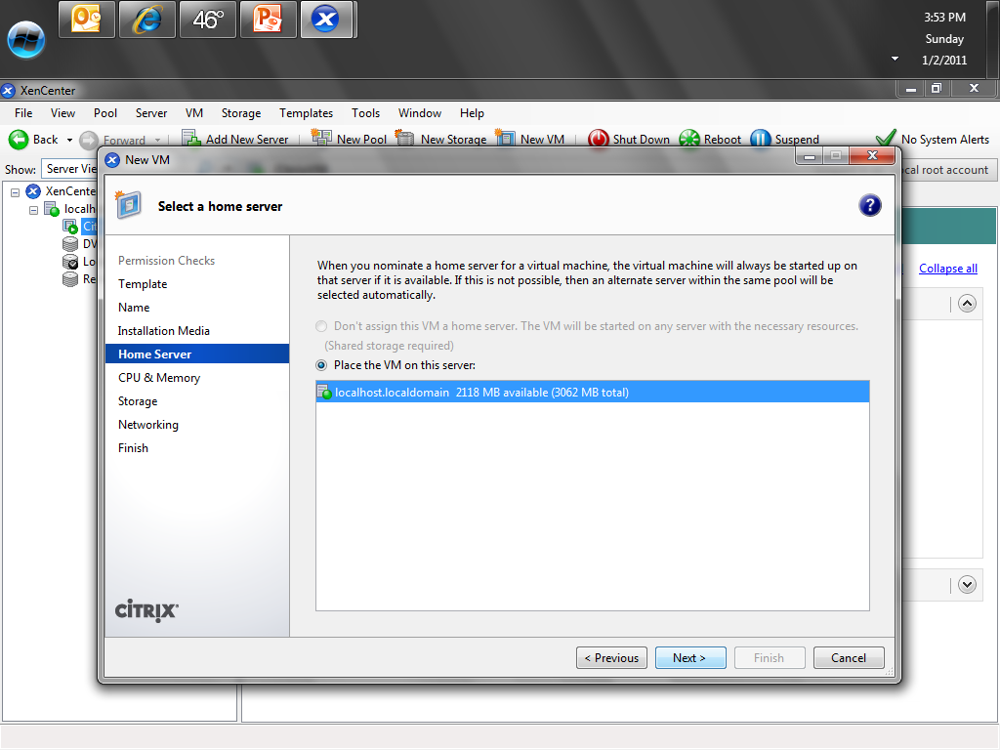 46°
3:53 PM
Sunday
1/2/2011
XenCenter
File View Pool Server VM Storage Templates Tools Window Help
Back Forward Add New Server New Pool New Storage New VM Shut Down Reboot Suspend No System Alerts
Show: Server Vie
cal root account
XenCente
localh
Cit
DV
Lo
Re
Collapse all
New VM
Select a home server
?
Permission Checks
Template
Name
Installation Media
Home Server
CPU & Memory
Storage
Networking
Finish
CITRIX
When you nominate a home server for a virtual machine, the virtual machine will always be started up on
that server if it is available. If this is not possible, then an alternate server within the same pool will be
selected automatically.
Don't assign this VM a home server. The VM will be started on any server with the necessary resources.
(Shared storage required)
Place the VM on this server:
localhost.localdomain 2118 MB available (3062 MB total)
< Previous Next > Finish Cancel